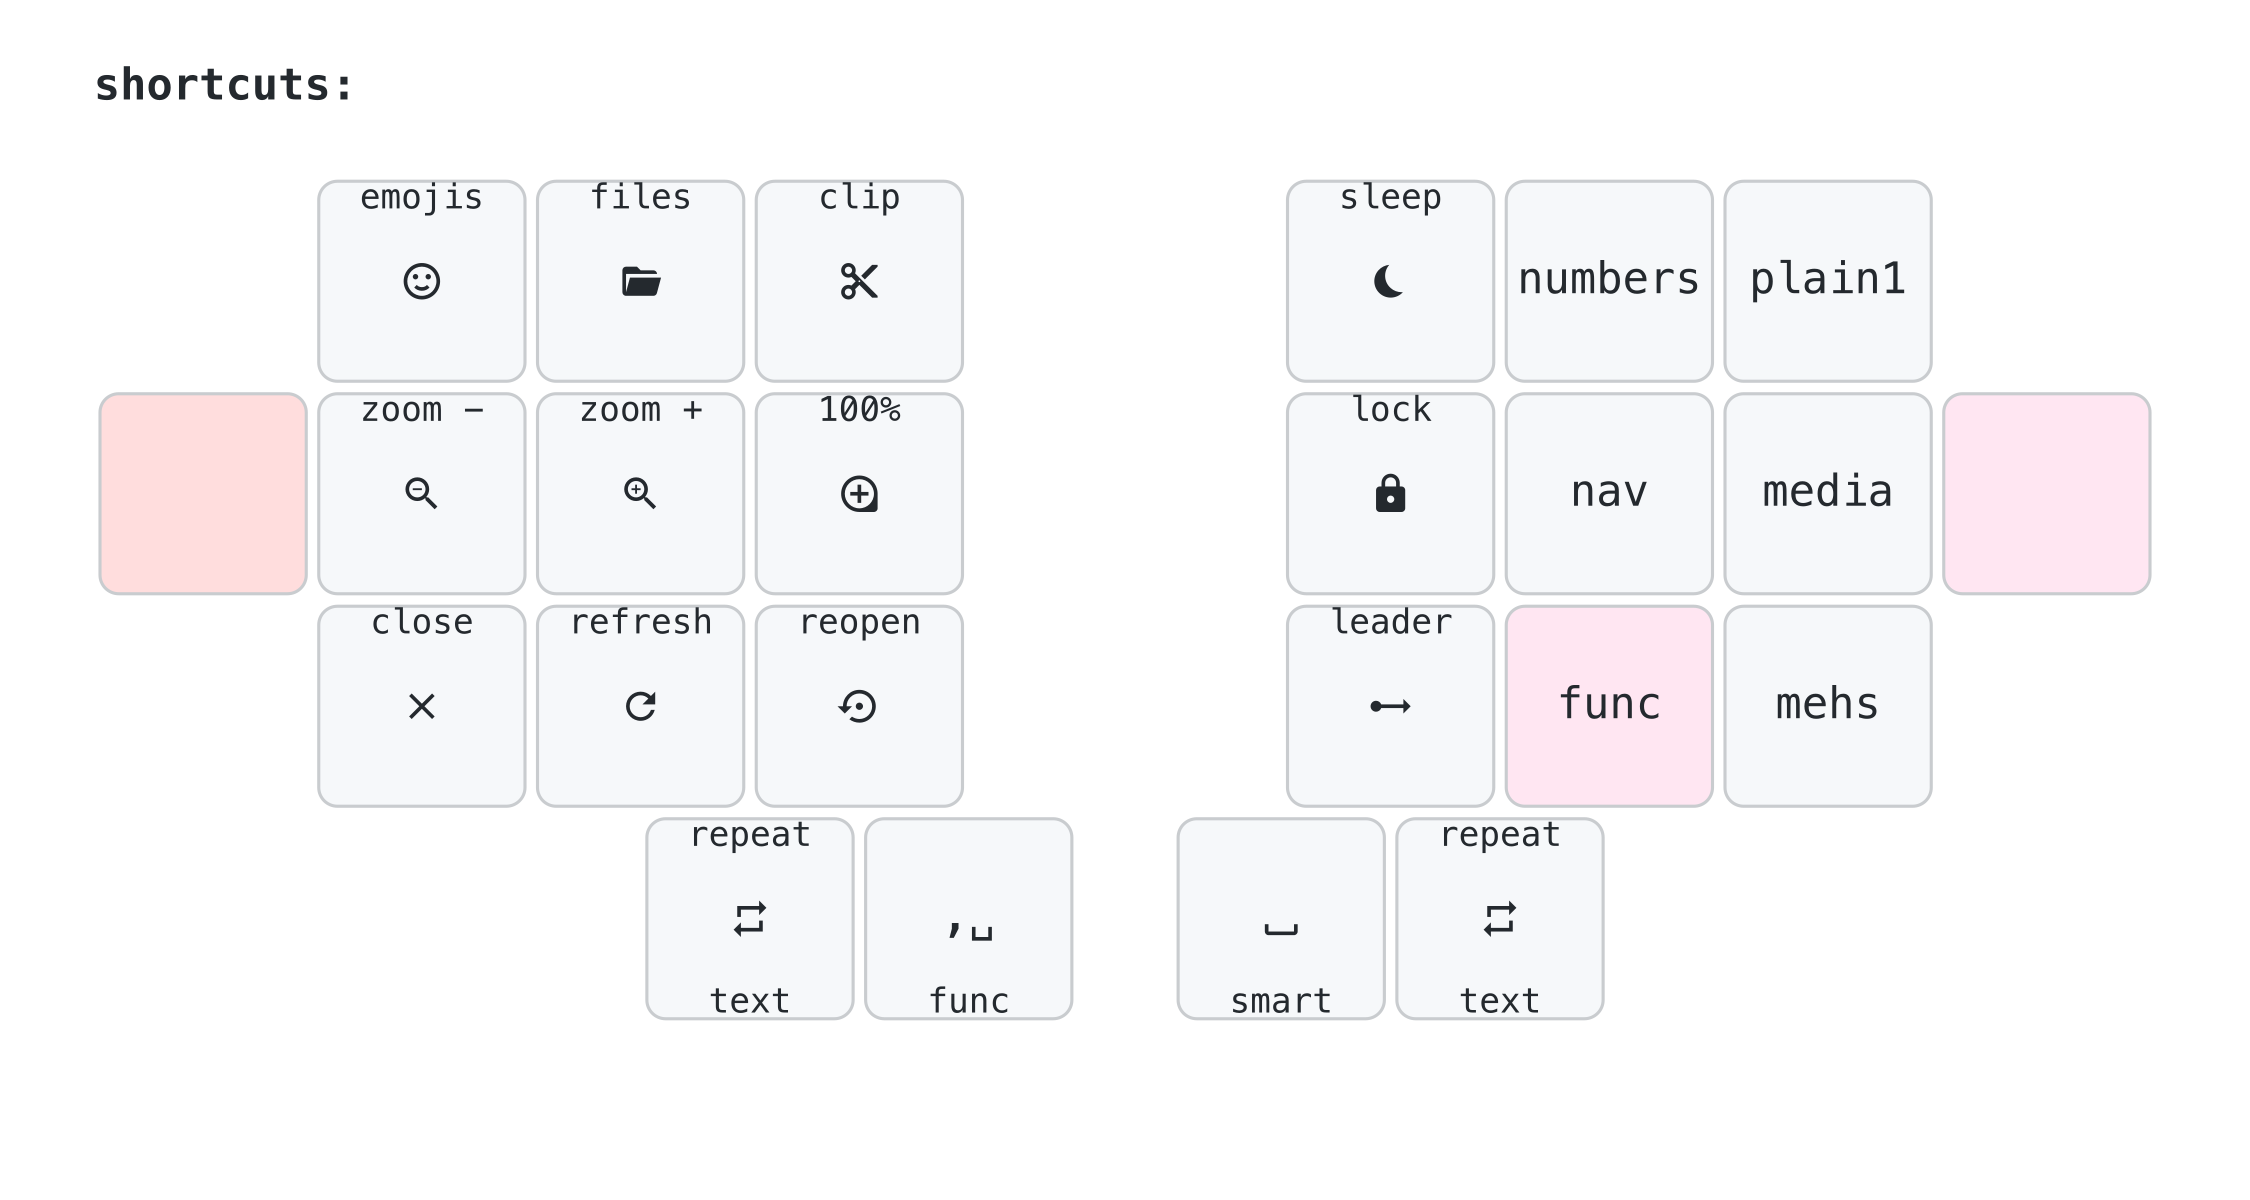 shortcuts:
emojis files clip sleep
numbers plain1
zoom − zoom + 100% lock
nav media
close refresh reopen leader
func mehs
repeat repeat
,␣ ␣
text func smart text